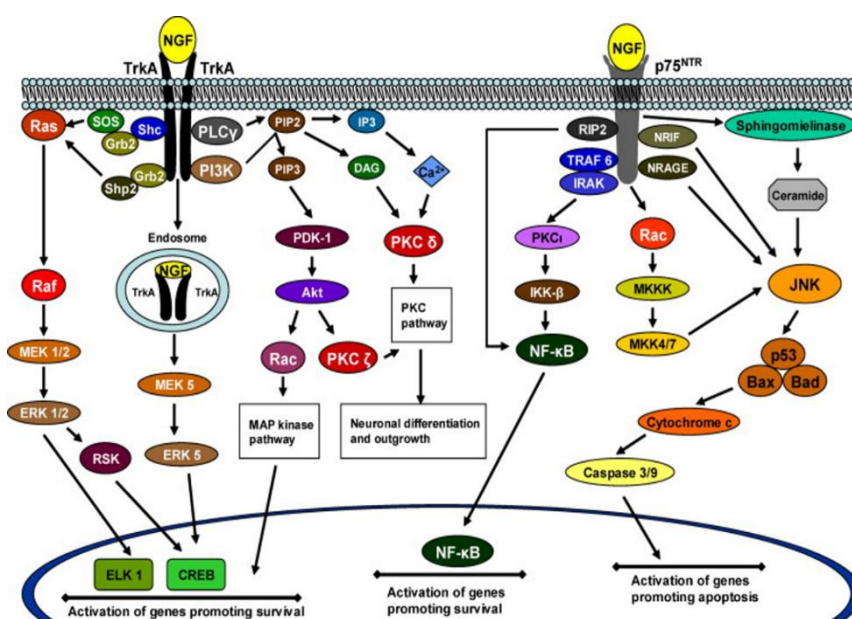 NGF
TrkA
TrkA
NGF
p75NTR
Ras
SOS
Grb2
Shc
PLCγ
PIP2
IP3
RIP2
NRIF
Sphingomielinase
Shp2
Grb2
PI3K
PIP3
DAG
Ca2+
TRAF 6
IRAK
NRAGE
Ceramide
Endosome
PDK-1
PKC δ
PKCι
Rac
NGF
TrkA
TrkA
Raf
Akt
PKC
pathway
IKK-β
MKKK
JNK
MEK 1/2
Rac
PKC ζ
NF-κB
MKK4/7
p53
Bax
Bad
MEK 5
ERK 1/2
MAP kinase
pathway
Neuronal differentiation
and outgrowth
Cytochrome c
RSK
ERK 5
Caspase 3/9
ELK 1
CREB
NF-κB
Activation of genes promoting survival
Activation of genes
promoting survival
Activation of genes
promoting apoptosis